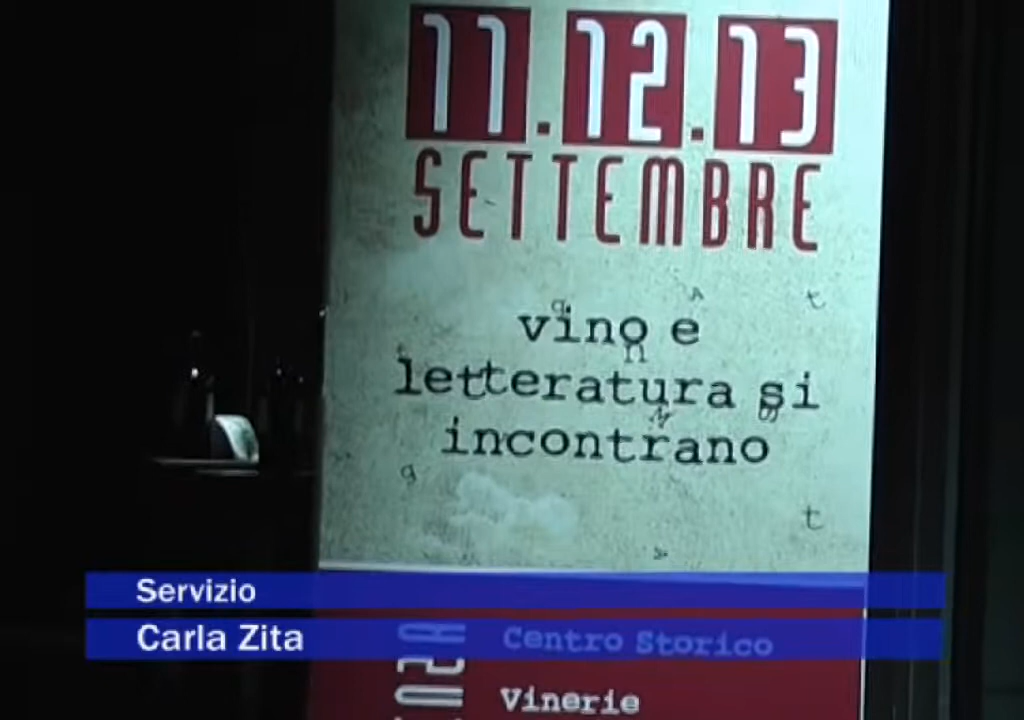 11.12.13
SETTEMBRE
vino e
letteratura si
incontrano
Servizio
Carla Zita
Centro Storico
Vinerie